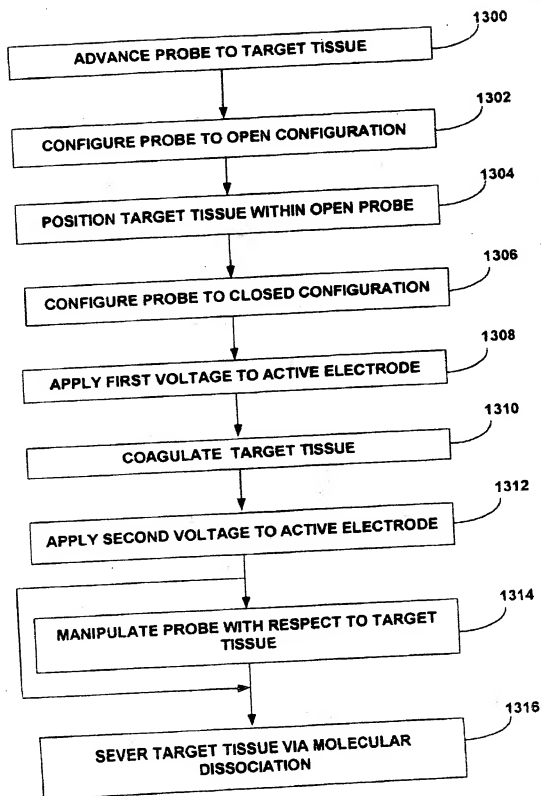 1300
ADVANCE PROBE TO TARGET TISSUE
1302
CONFIGURE PROBE TO OPEN CONFIGURATION
1304
POSITION TARGET TISSUE WITHIN OPEN PROBE
1306
CONFIGURE PROBE TO CLOSED CONFIGURATION
1308
APPLY FIRST VOLTAGE TO ACTIVE ELECTRODE
1310
COAGULATE TARGET TISSUE
1312
APPLY SECOND VOLTAGE TO ACTIVE ELECTRODE
1314
MANIPULATE PROBE WITH RESPECT TO TARGET
TISSUE
1316
SEVER TARGET TISSUE VIA MOLECULAR
DISSOCIATION